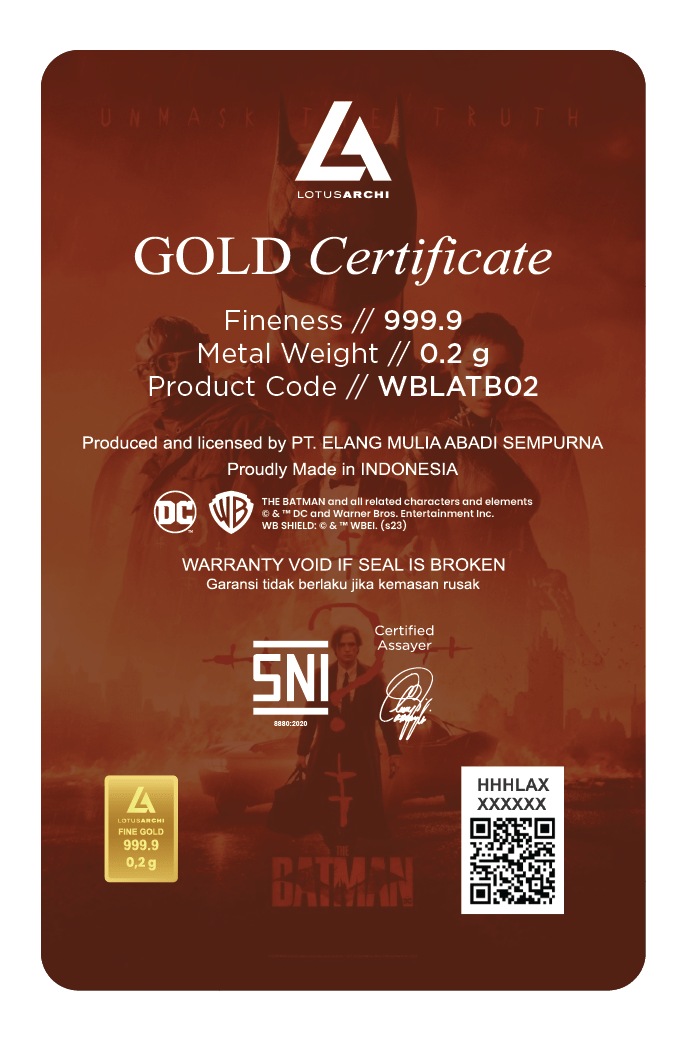 UNMASK THE TRUTH
LOTUSARCHI
GOLD Certificate
Fineness // 999.9
Metal Weight // 0.2 g
Product Code // WBLATB02
Produced and licensed by PT. ELANG MULIA ABADI SEMPURNA
Proudly Made in INDONESIA
DC
WB
THE BATMAN and all related characters and elements
© & ™ DC and Warner Bros. Entertainment Inc.
WB SHIELD: © & ™ WBEI. (s23)
WARRANTY VOID IF SEAL IS BROKEN
Garansi tidak berlaku jika kemasan rusak
Certified
Assayer
SNI
8880:2020
LOTUSARCHI
FINE GOLD
999.9
0,2 g
THE
BATMAN
HHHLAX
XXXXXX